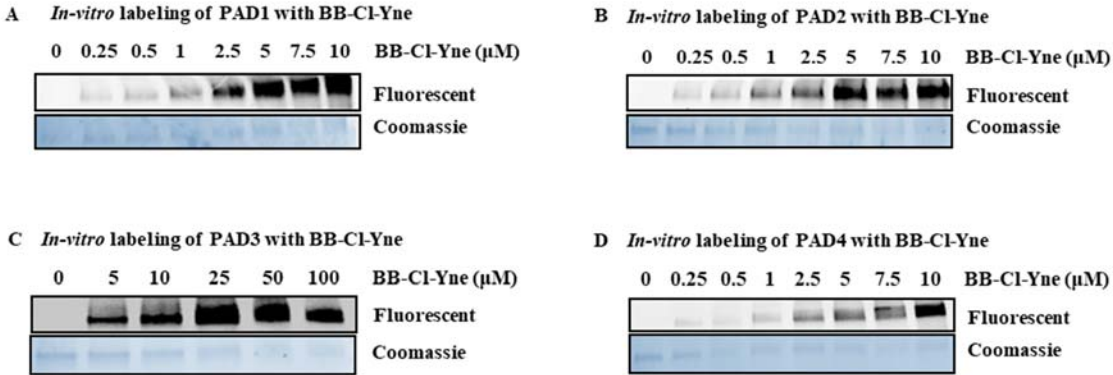 A In-vitro labeling of PAD1 with BB-Cl-Yne
0 0.25 0.5 1 2.5 5 7.5 10 BB-Cl-Yne (μM)
Fluorescent
Coomassie
B In-vitro labeling of PAD2 with BB-Cl-Yne
0 0.25 0.5 1 2.5 5 7.5 10 BB-Cl-Yne (μM)
Fluorescent
Coomassie
C In-vitro labeling of PAD3 with BB-Cl-Yne
0 5 10 25 50 100 BB-Cl-Yne (μM)
Fluorescent
Coomassie
D In-vitro labeling of PAD4 with BB-Cl-Yne
0 0.25 0.5 1 2.5 5 7.5 10 BB-Cl-Yne (μM)
Fluorescent
Coomassie